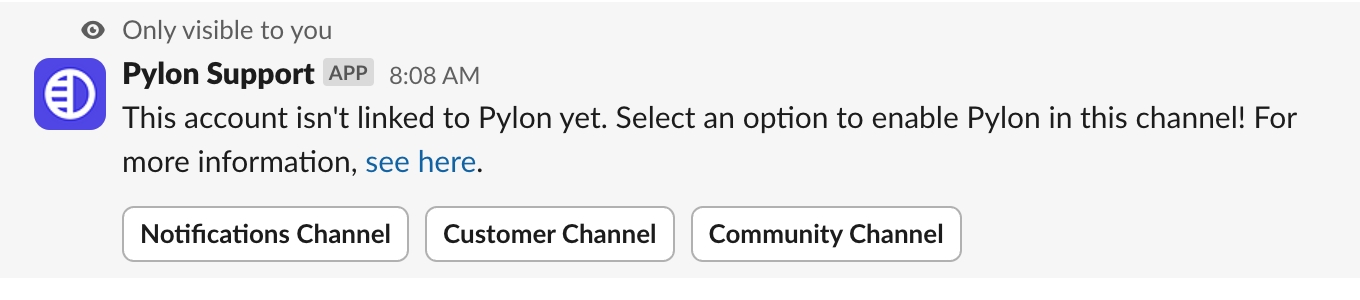 Only visible to you
Pylon Support APP 8:08 AM
This account isn't linked to Pylon yet. Select an option to enable Pylon in this channel! For
more information, see here.
Notifications Channel Customer Channel Community Channel